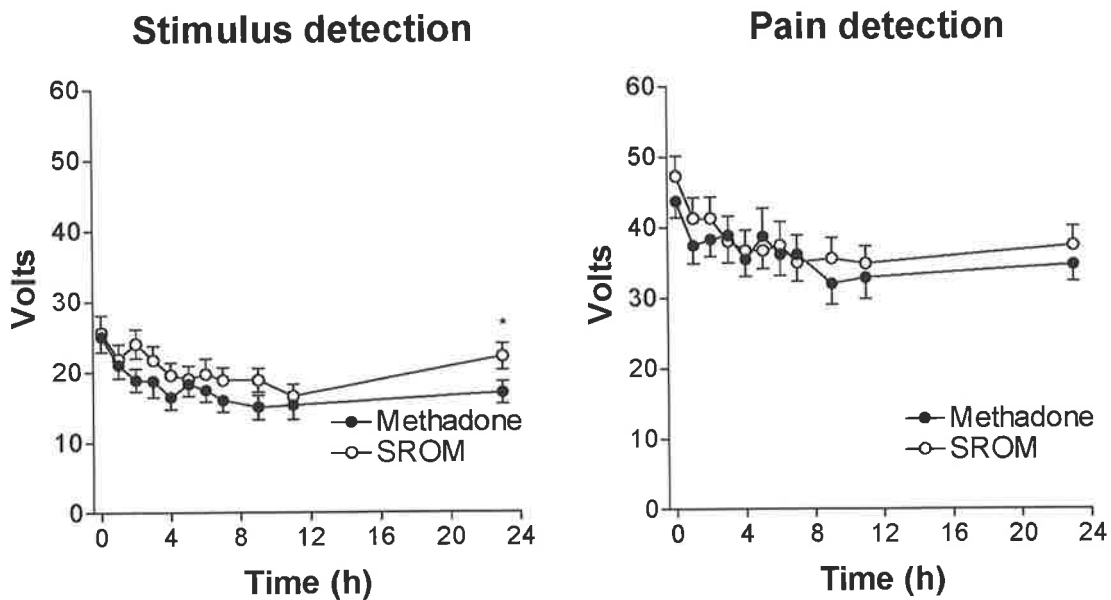 Stimulus detection
60
50
40
30
20
10
0
Volts
*
Methadone
SROM
0 4 8 12 16 20 24
Time (h)
Pain detection
60
50
40
30
20
10
0
Volts
Methadone
SROM
0 4 8 12 16 20 24
Time (h)